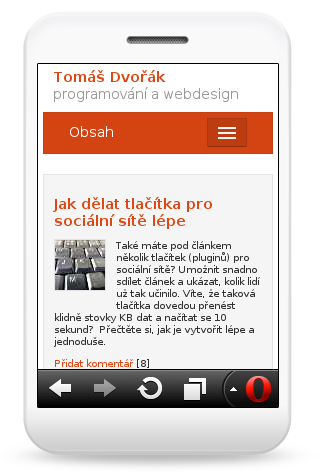 Tomáš Dvořák
programování a webdesign
Obsah
Jak dělat tlačítka pro
sociální sítě lépe
Také máte pod článkem
několik tlačítek (pluginů) pro
sociální sítě? Umožnit snadno
sdílet článek a ukázat, kolik lidí
už tak učinilo. Víte, že taková
tlačítka dovedou přenést
klidně stovky KB dat a načítat se 10
sekund? Přečtěte si, jak je vytvořit lépe a
jednoduše.
Přidat komentář [8]